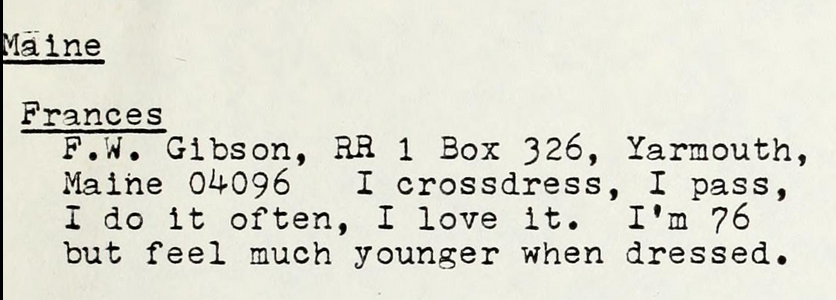 Maine
Frances
F.W. Gibson, RR 1 Box 326, Yarmouth,
Maine 04096 I crossdress, I pass,
I do it often, I love it. I'm 76
but feel much younger when dressed.